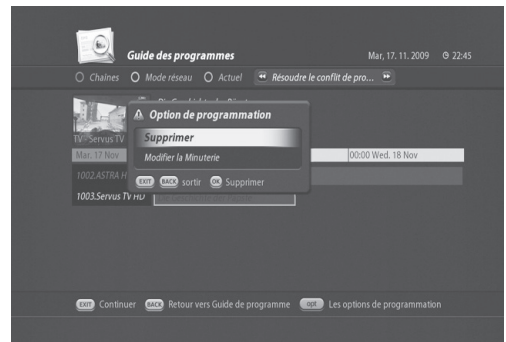 Guide des programmes
Mar, 17. 11. 2009 22:45
Chaînes Mode réseau Actuel Résoudre le conflit de pro...
Option de programmation
TV - Servus TV
Supprimer
Mar. 17 Nov 00:00 Wed. 18 Nov
Modifier la Minuterie
1002.ASTRA H
EXIT BACK sortir OK Supprimer
1003.Servus TV HD
EXIT Continuer BACK Retour vers Guide de programme opt Les options de programmation